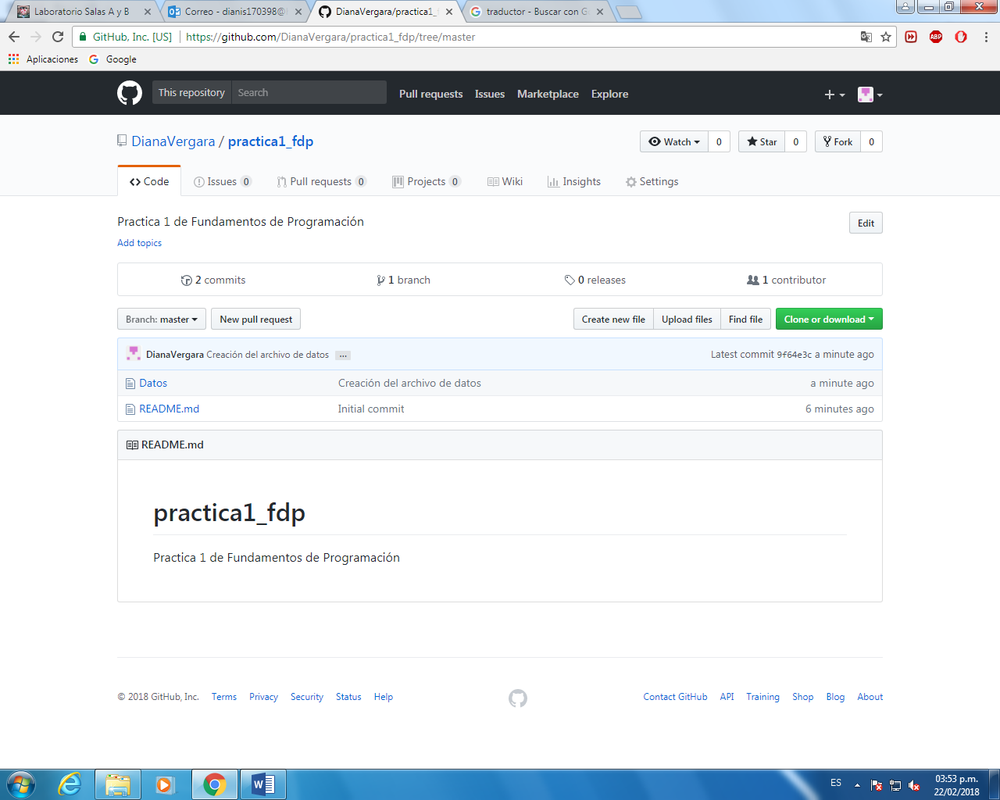 Laboratorio Salas A y B
Correo - dianis170398@
DianaVergara/practica1_
traductor - Buscar con G
GitHub, Inc. [US] https://github.com/DianaVergara/practica1_fdp/tree/master
ABP
Aplicaciones Google
This repository Search Pull requests Issues Marketplace Explore
DianaVergara / practica1_fdp
Watch 0 Star 0 Fork 0
Code Issues 0 Pull requests 0 Projects 0 Wiki Insights Settings
Practica 1 de Fundamentos de Programación
Edit
Add topics
2 commits 1 branch 0 releases 1 contributor
Branch: master New pull request Create new file Upload files Find file Clone or download
DianaVergara Creación del archivo de datos ... Latest commit 9f64e3c a minute ago
Datos Creación del archivo de datos a minute ago
README.md Initial commit 6 minutes ago
README.md
practica1_fdp
Practica 1 de Fundamentos de Programación
© 2018 GitHub, Inc. Terms Privacy Security Status Help Contact GitHub API Training Shop Blog About
ES 03:53 p.m.
22/02/2018